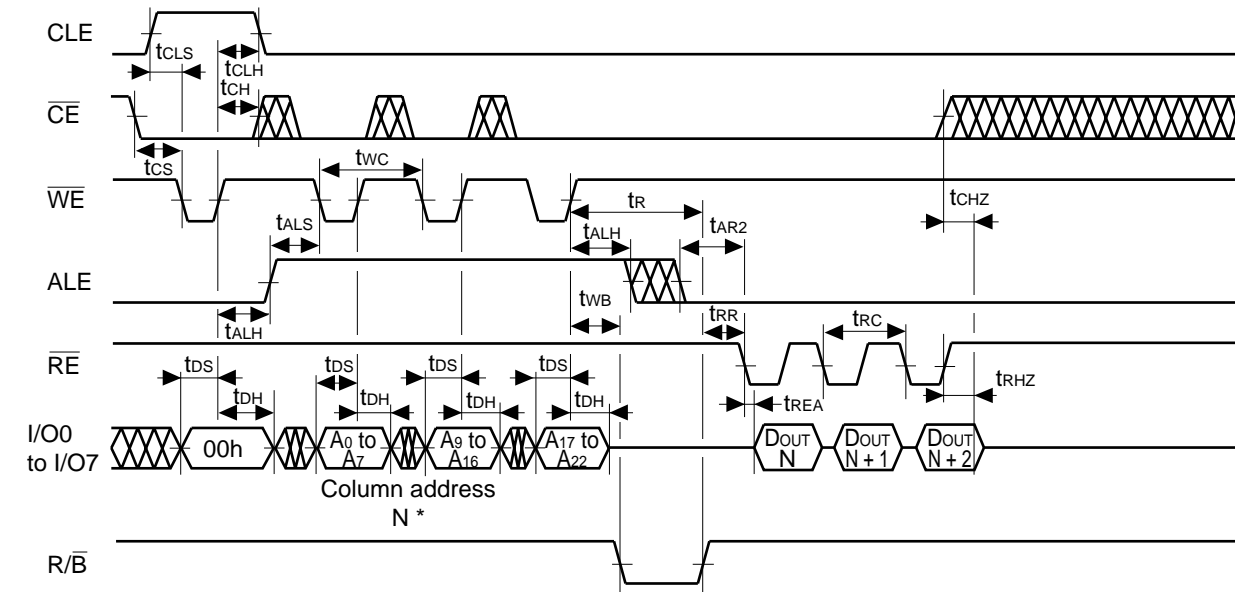 CLE
tCLS
tCLH
tCH
CE
tCS
tWC
WE
tR
tCHZ
tALS
tALH
tAR2
ALE
tWB
tALH
tRR
tRC
RE
tDS
tDS
tDS
tDS
tDH
tDH
tDH
tDH
tREA
tRHZ
I/O0
to I/O7
00h
A0 to
A7
A9 to
A16
A17 to
A22
DOUT
N
DOUT
N + 1
DOUT
N + 2
Column address
N *
R/B